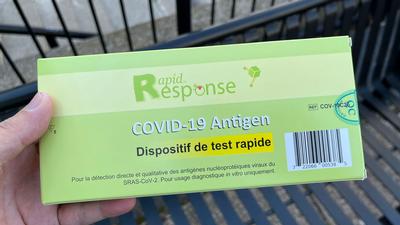 Rapid
Response
REF COV-19C25
COVID-19 Antigen
Dispositif de test rapide
Pour la détection directe et qualitative des antigènes nucléoprotéiques viraux du
SRAS-CoV-2. Pour usage diagnostique in vitro uniquement.